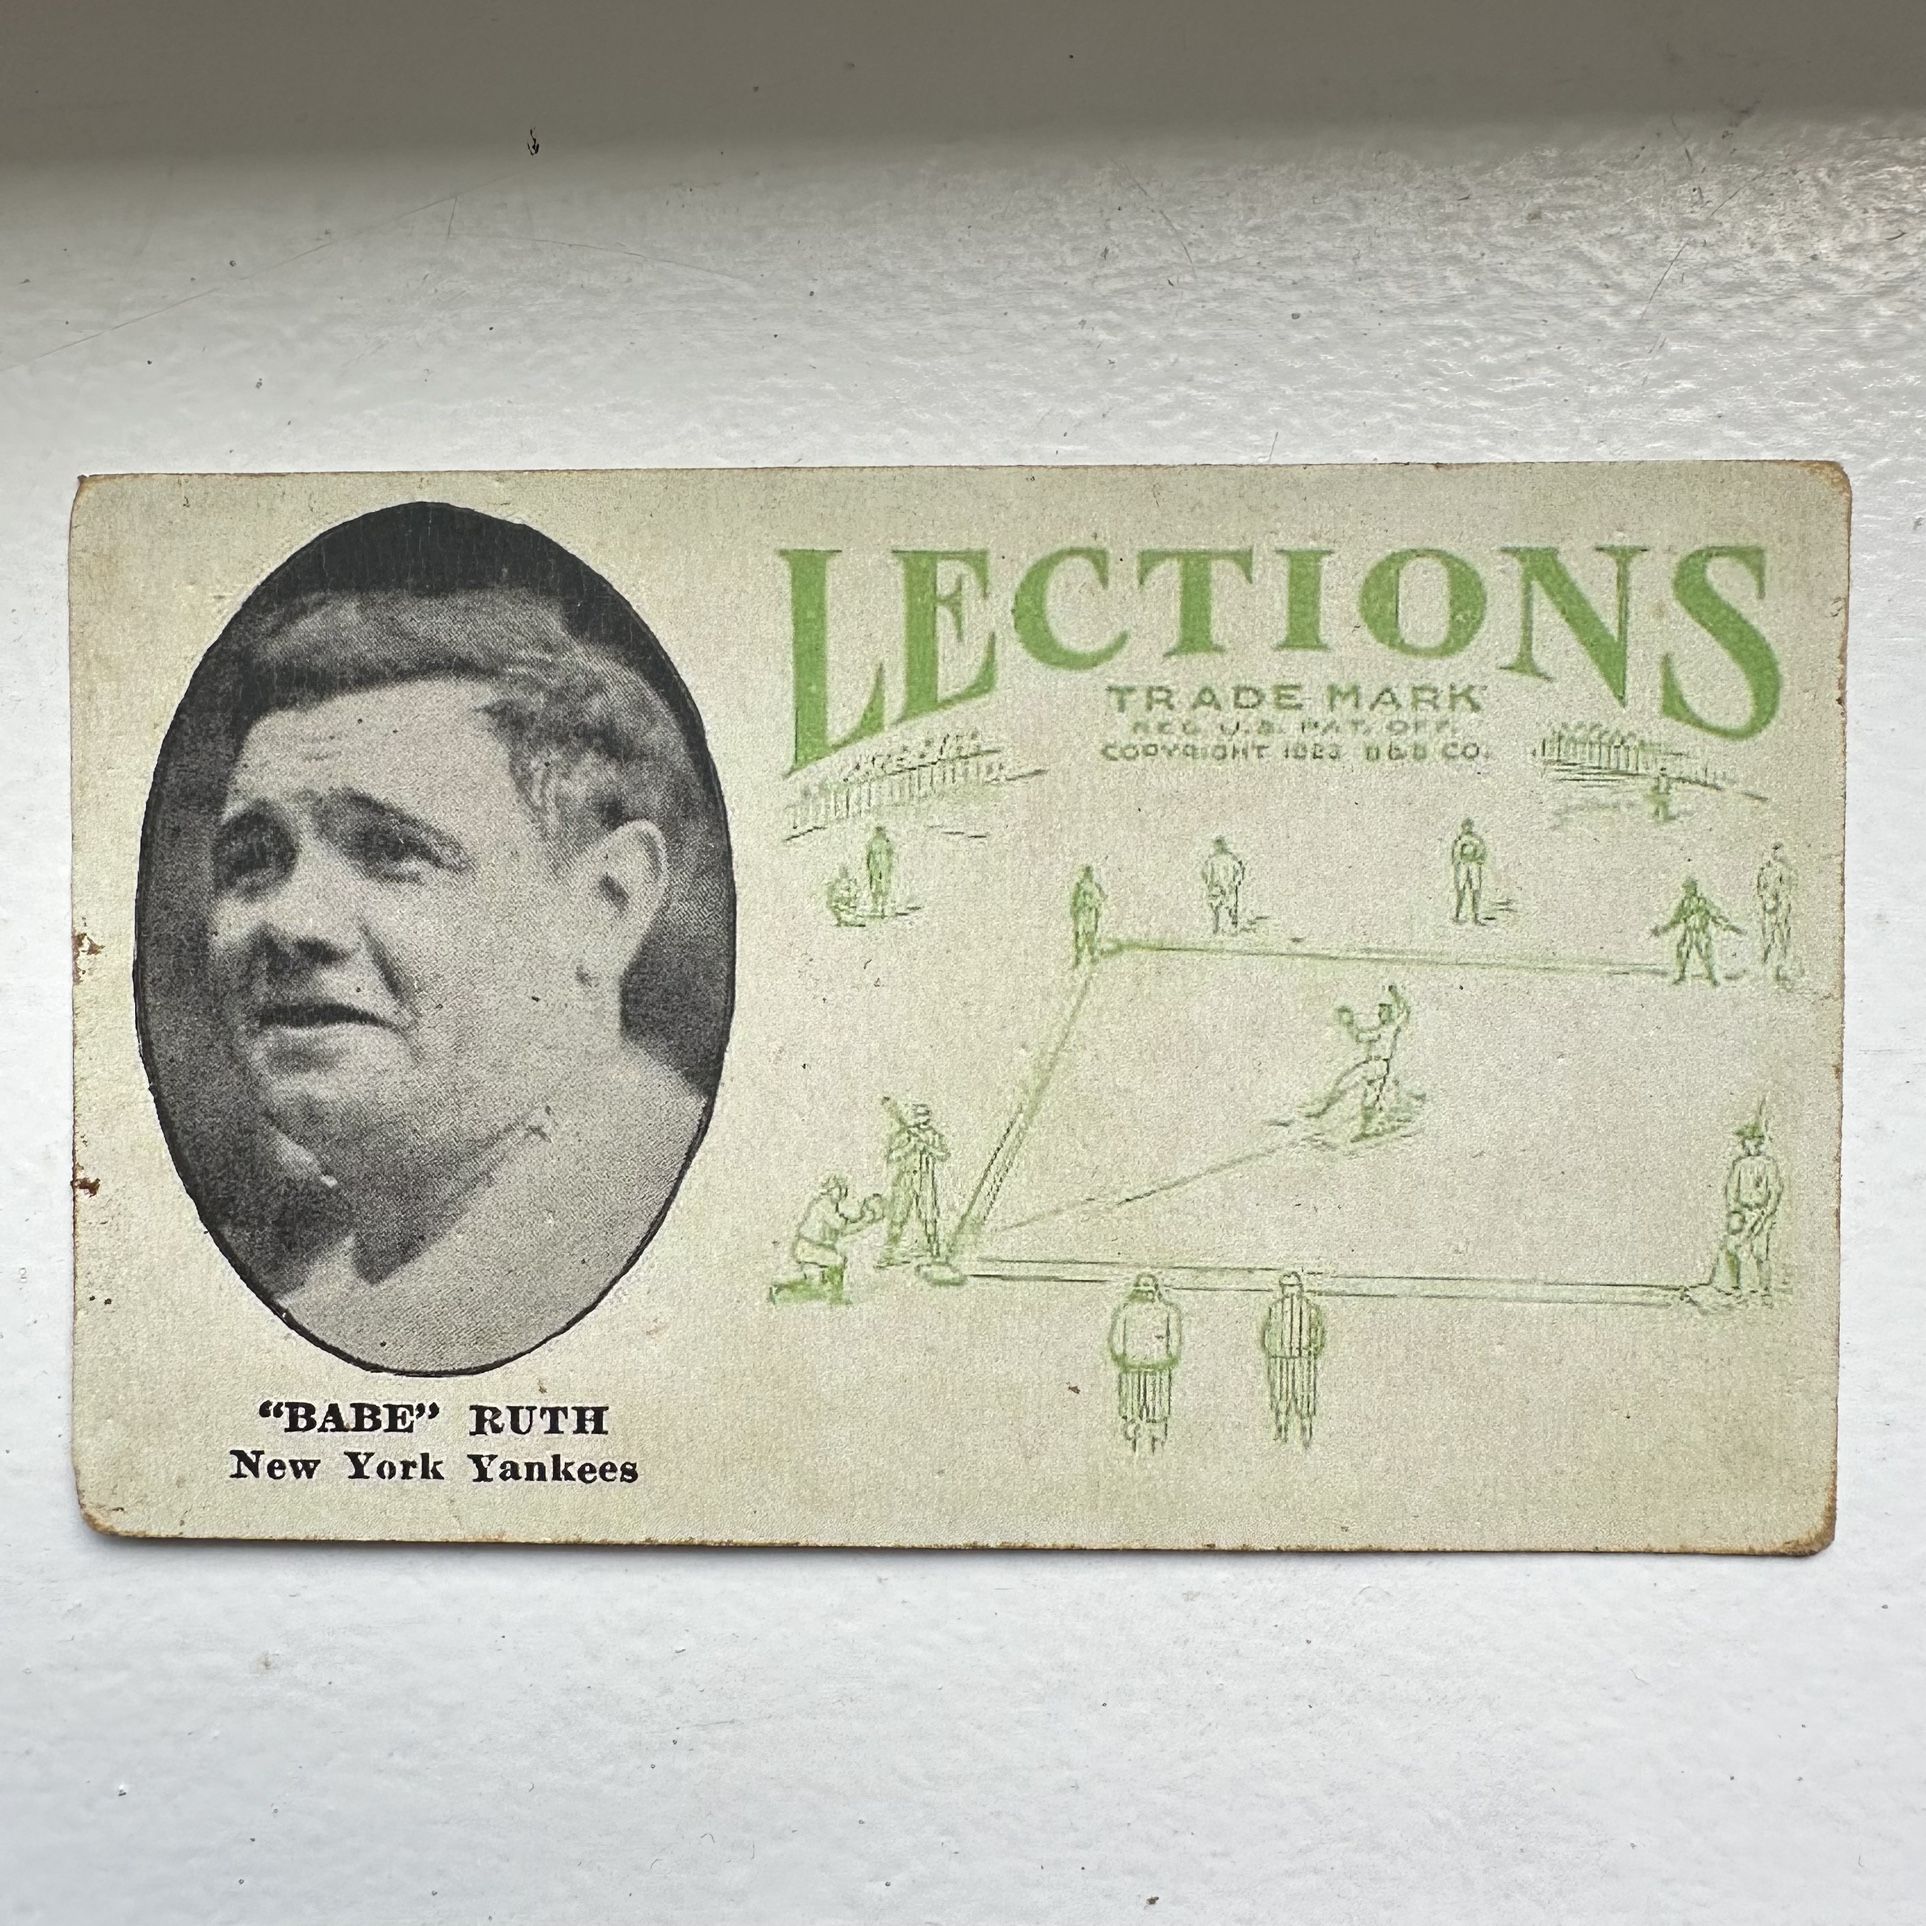 "BABE" RUTH
New York Yankees
LECTIONS
TRADE MARK
REG. U.S. PAT. OFF.
COPYRIGHT 1923 B&B CO.